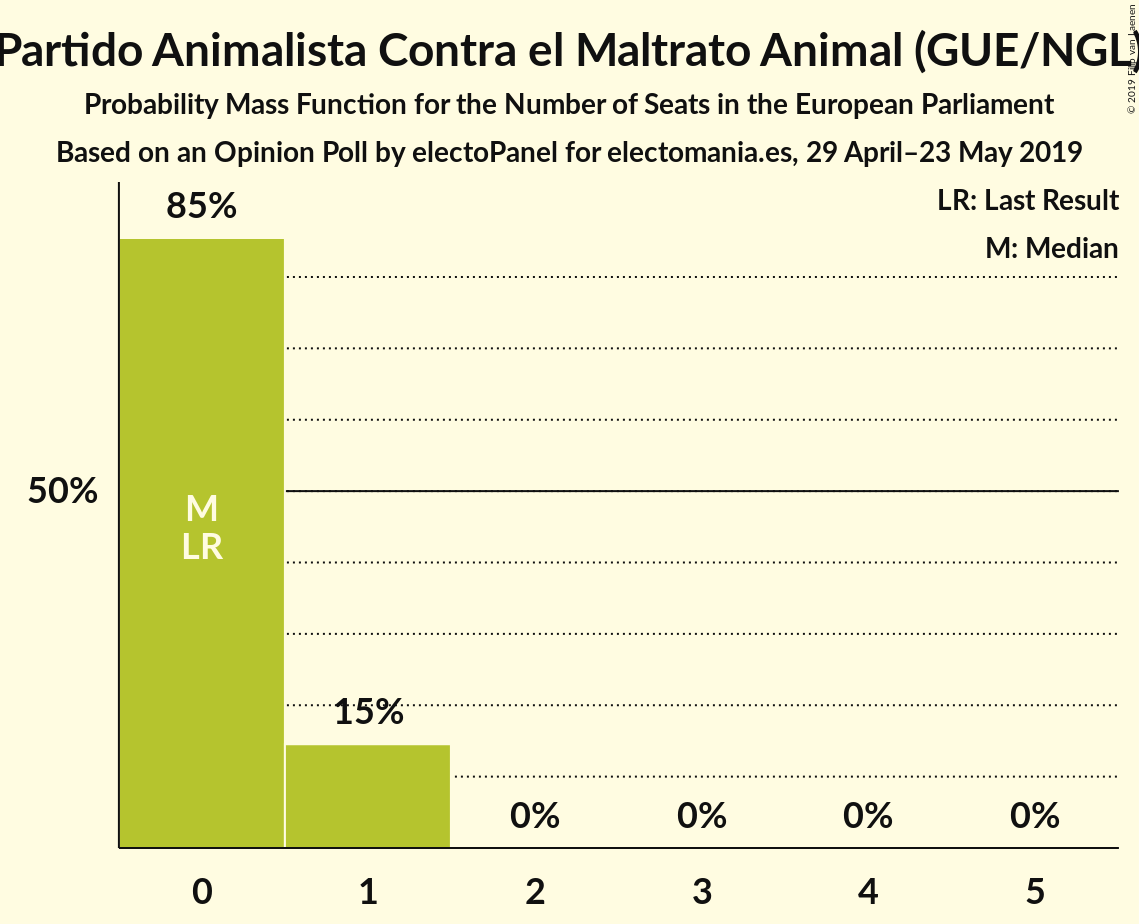 Partido Animalista Contra el Maltrato Animal (GUE/NGL)
Probability Mass Function for the Number of Seats in the European Parliament
Based on an Opinion Poll by electoPanel for electomania.es, 29 April–23 May 2019
© 2019 Filip van Laenen
LR: Last Result
M: Median
85%
50%
M
LR
15%
0% 0% 0% 0%
0 1 2 3 4 5